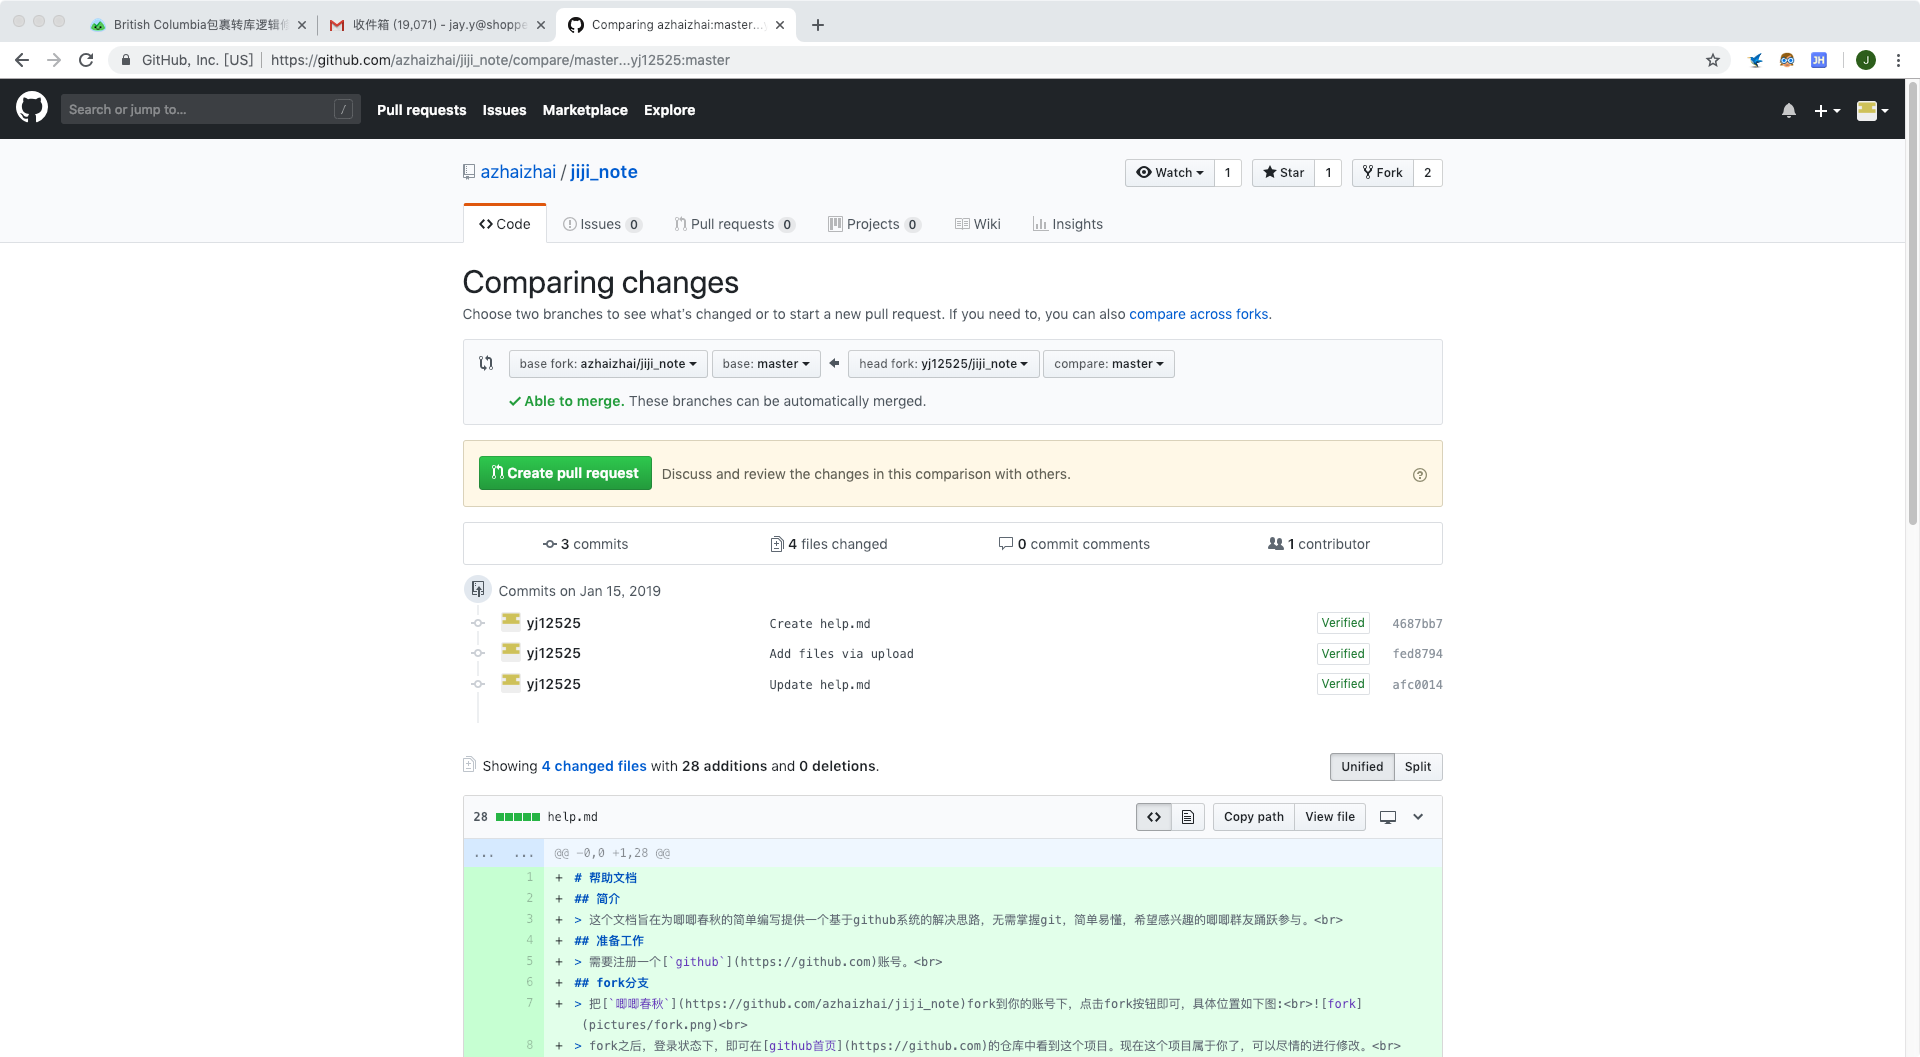 British Columbia包裹转库逻辑
收件箱 (19,071) - jay.y@shoppe
Comparing azhaizhai:master...
GitHub, Inc. [US] https://github.com/azhaizhai/jiji_note/compare/master...yj12525:master
JH
J
Search or jump to... / Pull requests Issues Marketplace Explore
azhaizhai / jiji_note
Watch 1 Star 1 Fork 2
Code Issues 0 Pull requests 0 Projects 0 Wiki Insights
Comparing changes
Choose two branches to see what's changed or to start a new pull request. If you need to, you can also compare across forks.
base fork: azhaizhai/jiji_note base: master head fork: yj12525/jiji_note compare: master
Able to merge. These branches can be automatically merged.
Create pull request Discuss and review the changes in this comparison with others.
3 commits 4 files changed 0 commit comments 1 contributor
Commits on Jan 15, 2019
yj12525 Create help.md Verified 4687bb7
yj12525 Add files via upload Verified fed8794
yj12525 Update help.md Verified afc0014
Showing 4 changed files with 28 additions and 0 deletions.
Unified Split
28 help.md Copy path View file
... ... @@ -0,0 +1,28 @@
1 + # 帮助文档
2 + ## 简介
3 + > 这个文档旨在为唧唧春秋的简单编写提供一个基于github系统的解决思路，无需掌握git，简单易懂，希望感兴趣的唧唧群友踊跃参与。<br>
4 + ## 准备工作
5 + > 需要注册一个[`github`](https://github.com)账号。<br>
6 + ## fork分支
7 + > 把[`唧唧春秋`](https://github.com/azhaizhai/jiji_note)fork到你的账号下，点击fork按钮即可，具体位置如下图:<br>![fork]
(pictures/fork.png)<br>
8 + > fork之后，登录状态下，即可在[github首页](https://github.com)的仓库中看到这个项目。现在这个项目属于你了，可以尽情的进行修改。<br>